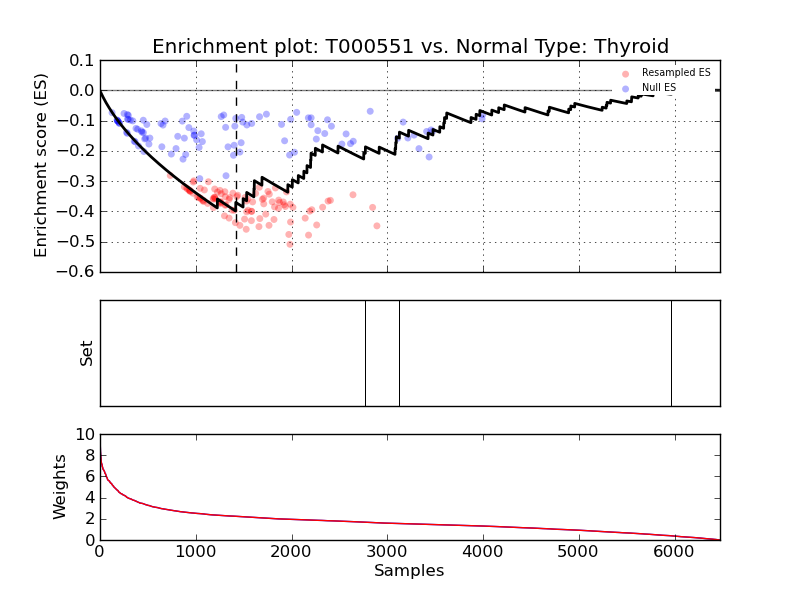 Enrichment plot: T000551 vs. Normal Type: Thyroid
0.1
0.0
−0.1
−0.2
−0.3
−0.4
−0.5
−0.6
Enrichment score (ES)
Resampled ES
Null ES
Set
10
8
6
4
2
0
Weights
0 1000 2000 3000 4000 5000 6000
Samples